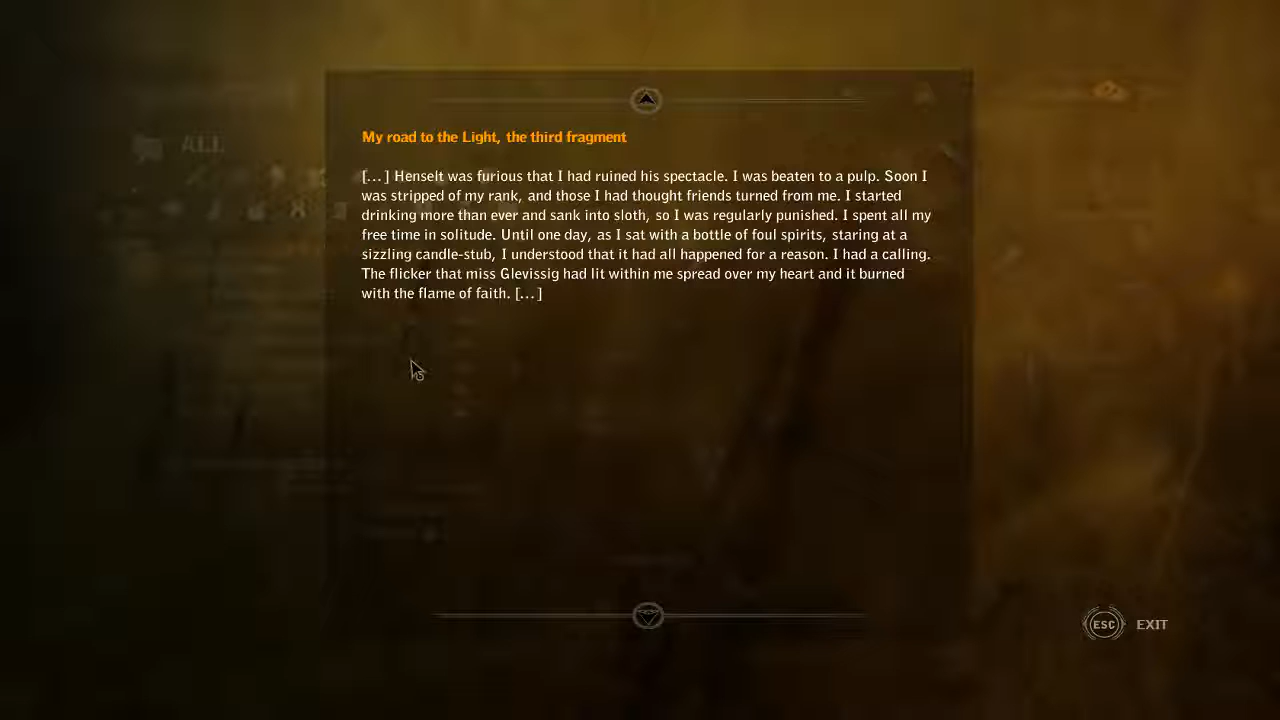 ALL
My road to the Light, the third fragment
[...] Henselt was furious that I had ruined his spectacle. I was beaten to a pulp. Soon I
was stripped of my rank, and those I had thought friends turned from me. I started
drinking more than ever and sank into sloth, so I was regularly punished. I spent all my
free time in solitude. Until one day, as I sat with a bottle of foul spirits, staring at a
sizzling candle-stub, I understood that it had all happened for a reason. I had a calling.
The flicker that miss Glevissig had lit within me spread over my heart and it burned
with the flame of faith. [...]
ESC EXIT